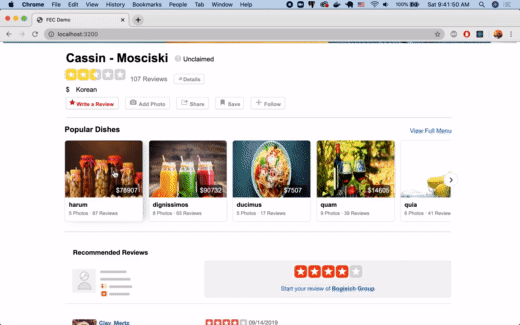 Chrome File Edit View History Bookmarks People Tab Window Help 100% Sat 9:41:50 AM
FEC Demo
localhost:3200
Cassin - Mosciski Unclaimed
107 Reviews Details
$ Korean
Write a Review Add Photo Share Save Follow
Popular Dishes View Full Menu
$78907 $90732 $7507 $14605
harum dignissimos ducimus quam quia
5 Photos 87 Reviews 8 Photos 65 Reviews 0 Photos 17 Reviews 9 Photos 39 Reviews 6 Photos 41 Review
Recommended Reviews
Start your review of Bogisich Group
Clay Mertz 09/14/2019